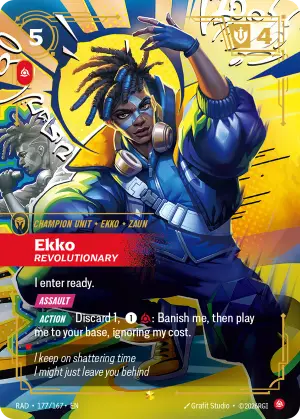 5
4
CHAMPION UNIT • EKKO • ZAUN
Ekko
REVOLUTIONARY
I enter ready.
ASSAULT
ACTION Discard 1, 1 : Banish me, then play
me to your base, ignoring my cost.
I keep on shattering time
I might just leave you behind
RAD • 177/167 • EN
Grafit Studio • ©2026RGI